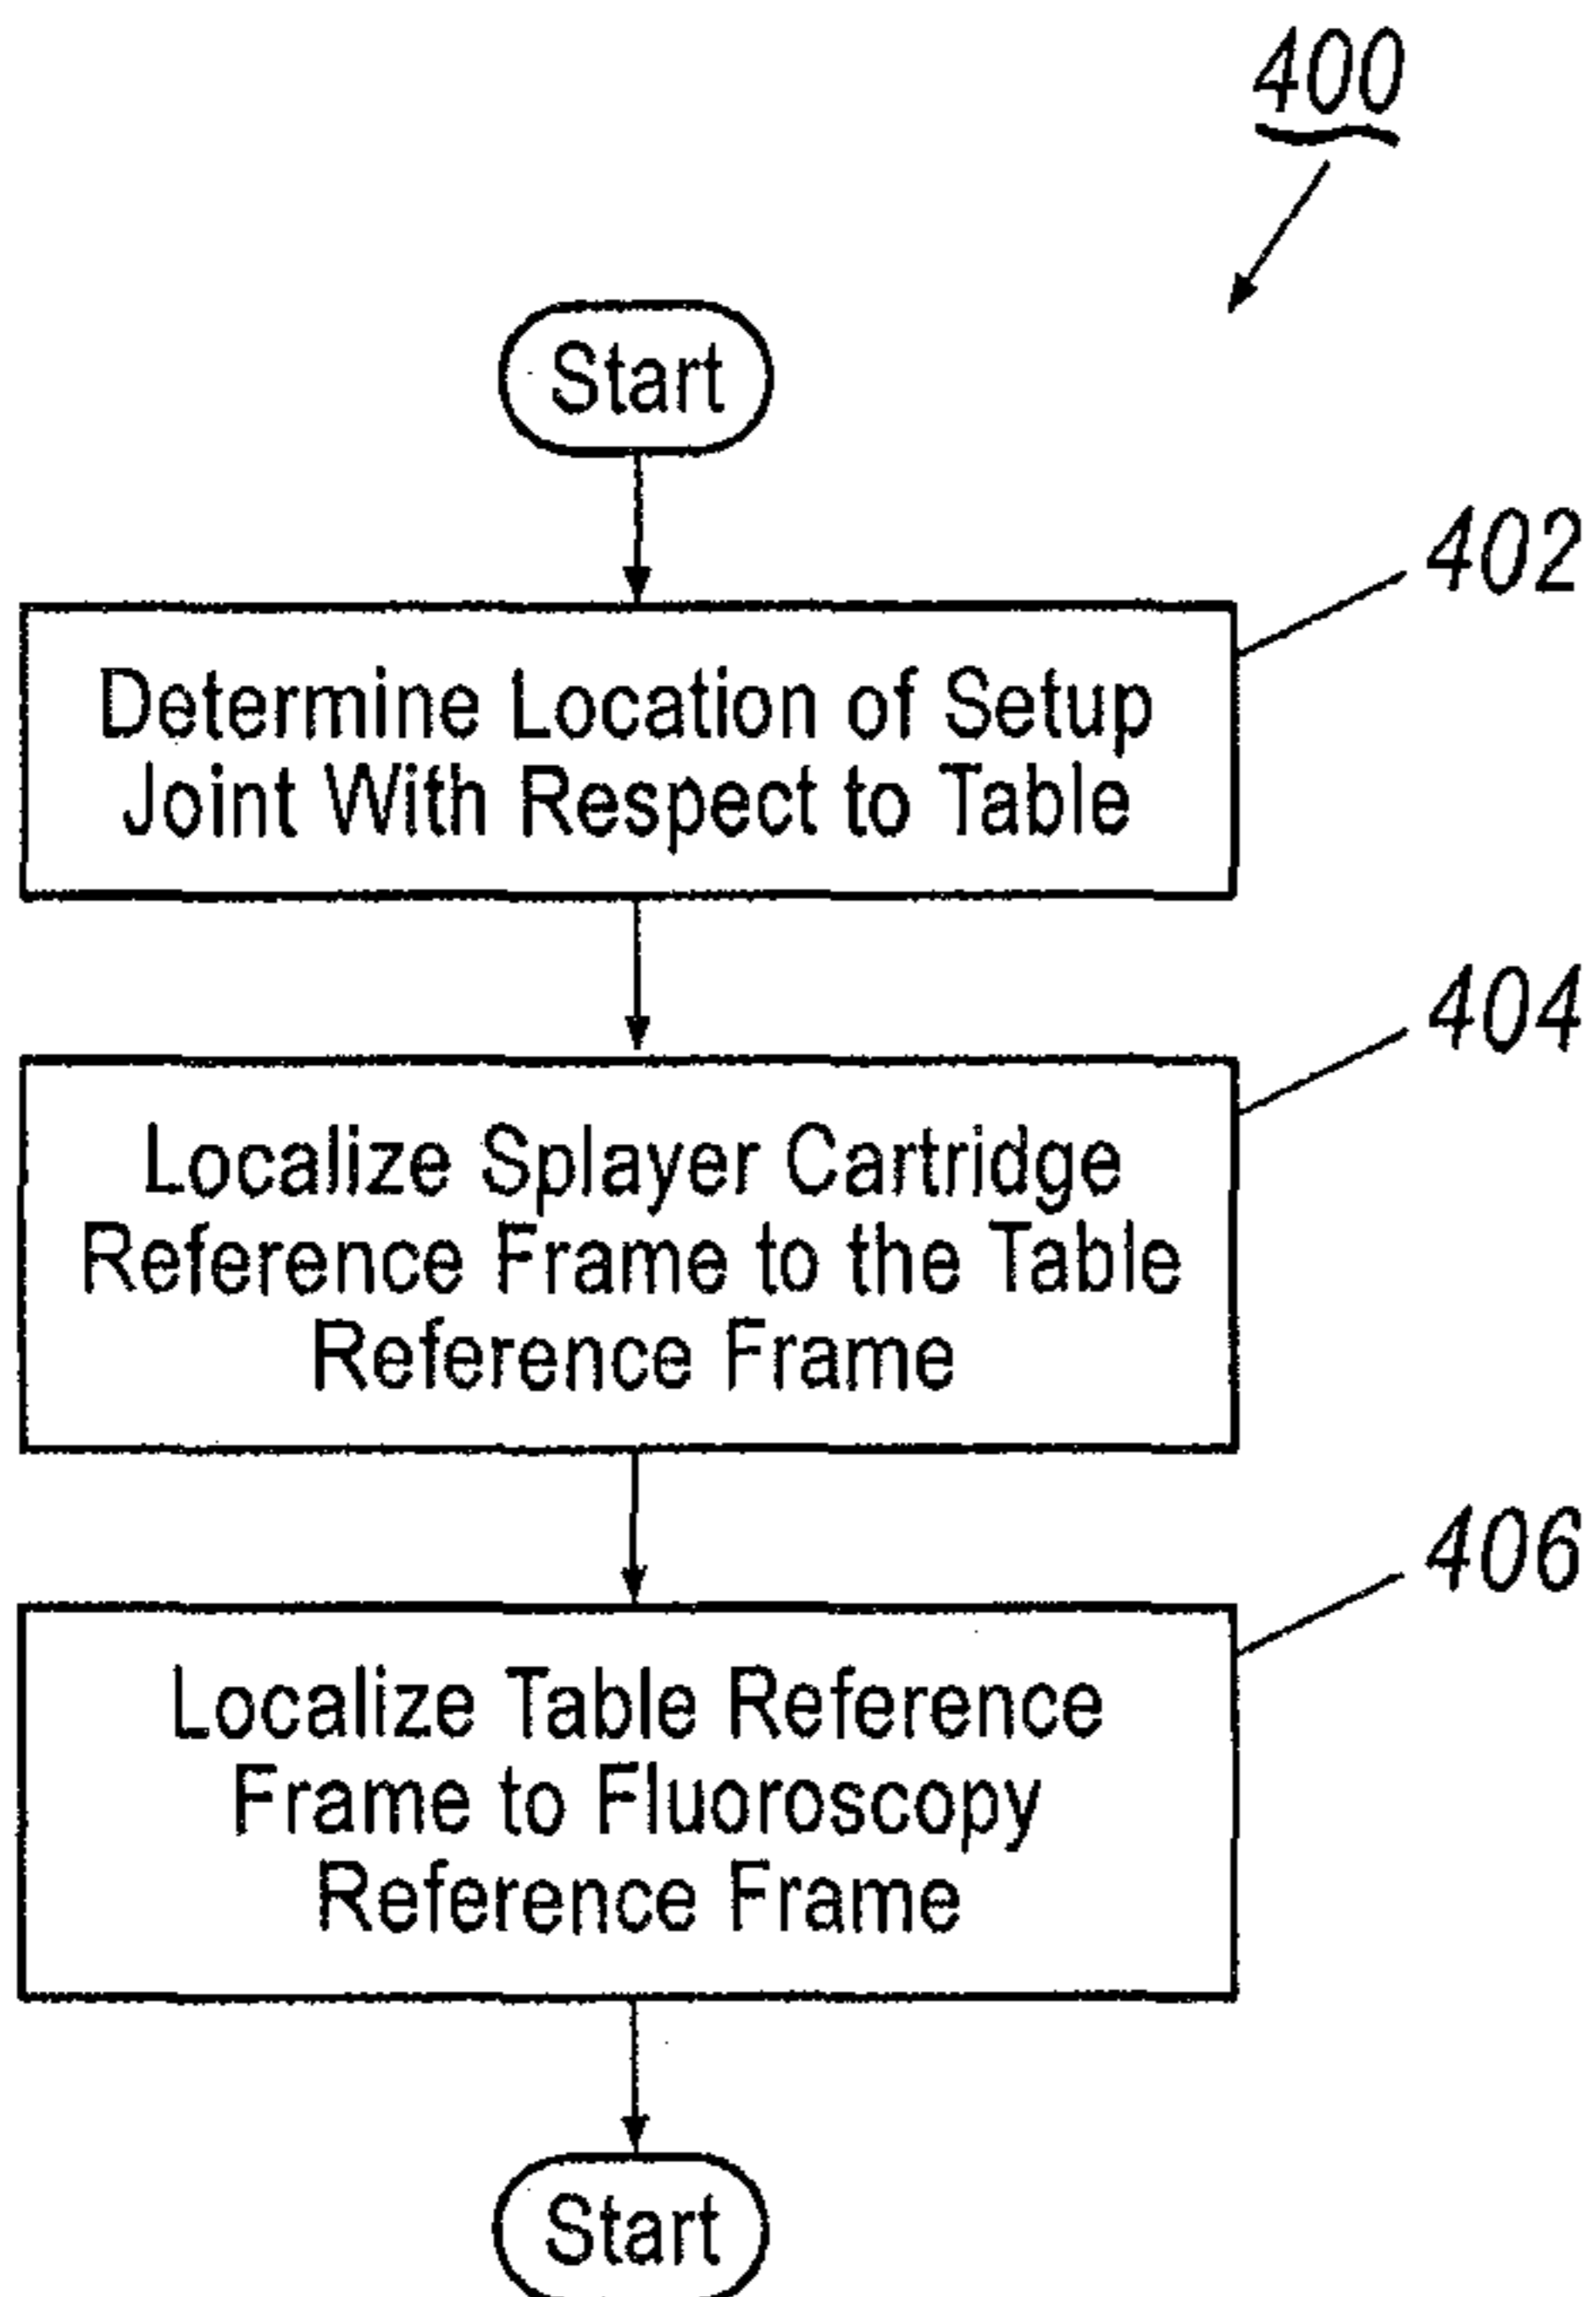 400
Start
402
Determine Location of Setup
Joint With Respect to Table
404
Localize Splayer Cartridge
Reference Frame to the Table
Reference Frame
406
Localize Table Reference
Frame to Fluoroscopy
Reference Frame
Start